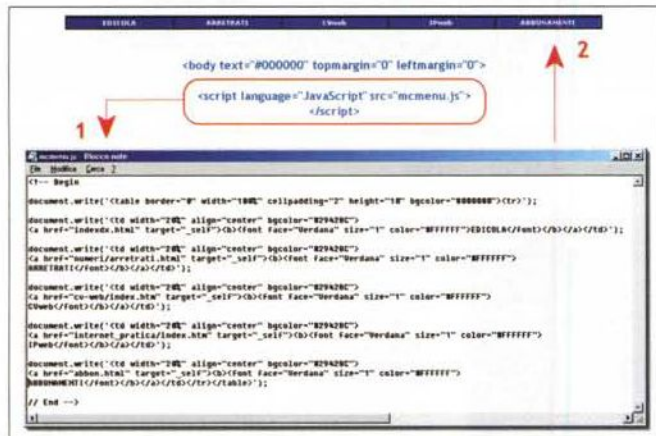 EDICOLA ARRETRATI CUweb IPweb ABBONAMENTI
2
<body text="#000000" topmargin="0" leftmargin="0">
<script language="JavaScript" src="mcmenu.js">
</script>
1
mcmenu.js - Blocco note
File Modifica Cerca ?
<!-- Begin
document.write('<table border="0" width="100%" cellpadding="2" height="18" bgcolor="000000"><tr>');
document.write('<td width="20%" align="center" bgcolor="#29428C">
<a href="indexdx.html" target="_self"><b><font face="Verdana" size="1" color="#FFFFFF">EDICOLA</font></b></a></td>');
document.write('<td width="20%" align="center" bgcolor="#29428C">
<a href="numeri/arretrati.html" target="_self"><b><font face="Verdana" size="1" color="#FFFFFF">
ARRETRATI</font></b></a></td>');
document.write('<td width="20%" align="center" bgcolor="#29428C">
<a href="cu-web/index.htm" target="_self"><b><font face="Verdana" size="1" color="#FFFFFF">
CUweb</font></b></a></td>');
document.write('<td width="20%" align="center" bgcolor="#29428C">
<a href="internet_pratica/index.htm" target="_self"><b><font face="Verdana" size="1" color="#FFFFFF">
IPweb</font></b></a></td>');
document.write('<td width="20%" align="center" bgcolor="#29428C">
<a href="abbon.html" target="_self"><b><font face="Verdana" size="1" color="#FFFFFF">
ABBONAMENTI</font></b></a></td></tr></table>');
// End -->